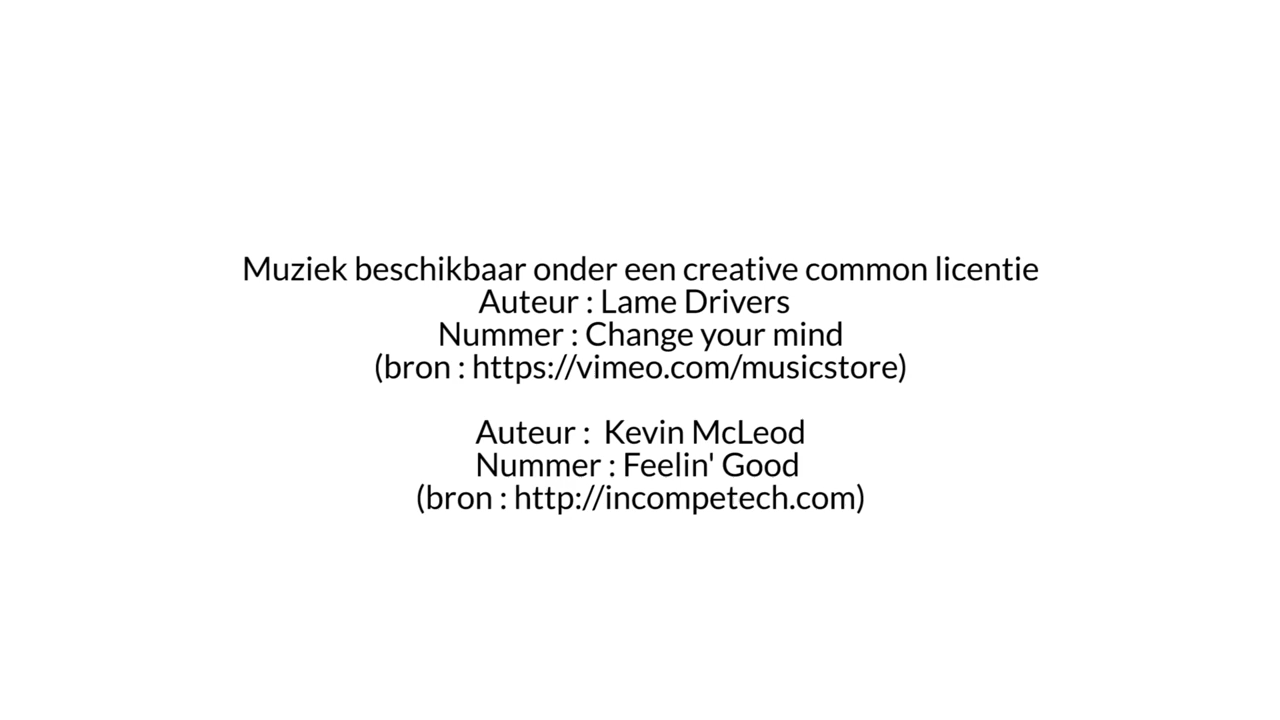 Muziek beschikbaar onder een creative common licentie
Auteur : Lame Drivers
Nummer : Change your mind
(bron : https://vimeo.com/musicstore)
Auteur :  Kevin McLeod
Nummer : Feelin' Good
(bron : http://incompetech.com)